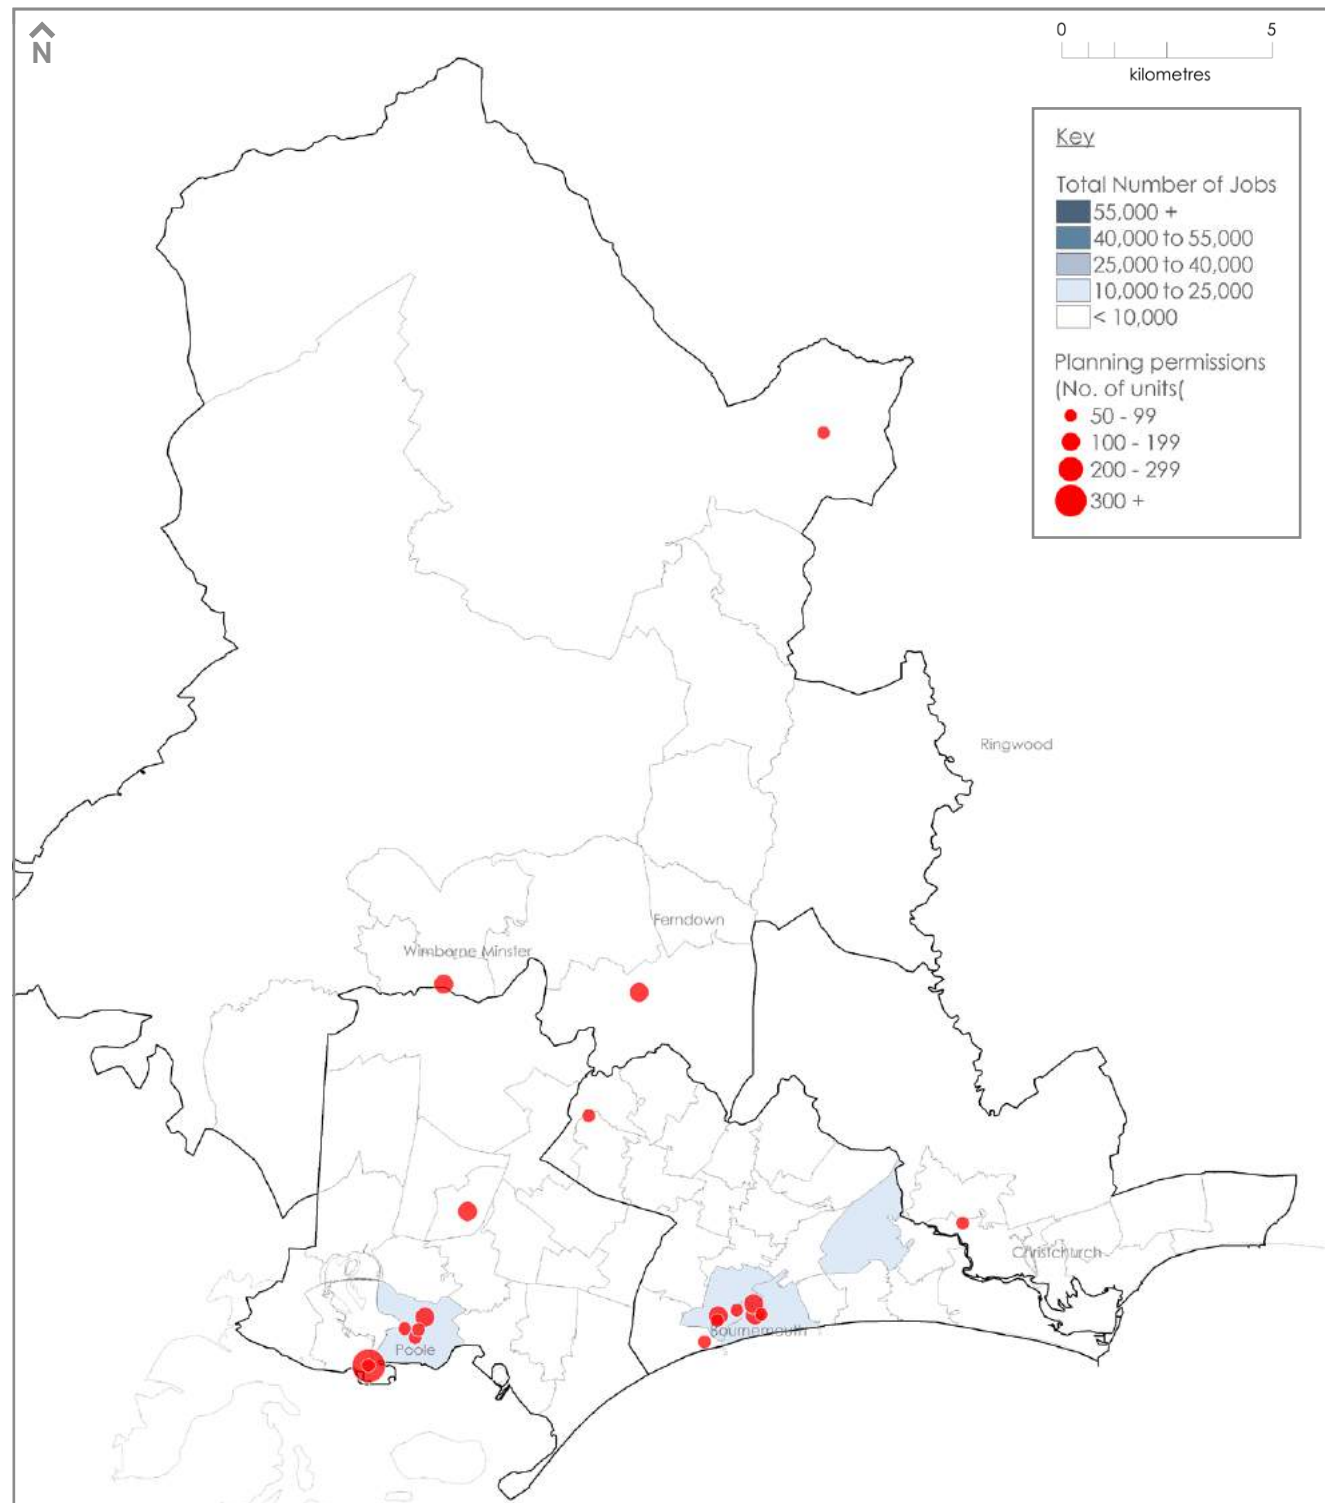 N
0 5
kilometres
Key
Total Number of Jobs
55,000 +
40,000 to 55,000
25,000 to 40,000
10,000 to 25,000
< 10,000
Planning permissions
(No. of units(
50 - 99
100 - 199
200 - 299
300 +
Ringwood
Ferndown
Wimborne Minster
Christchurch
Bournemouth
Poole